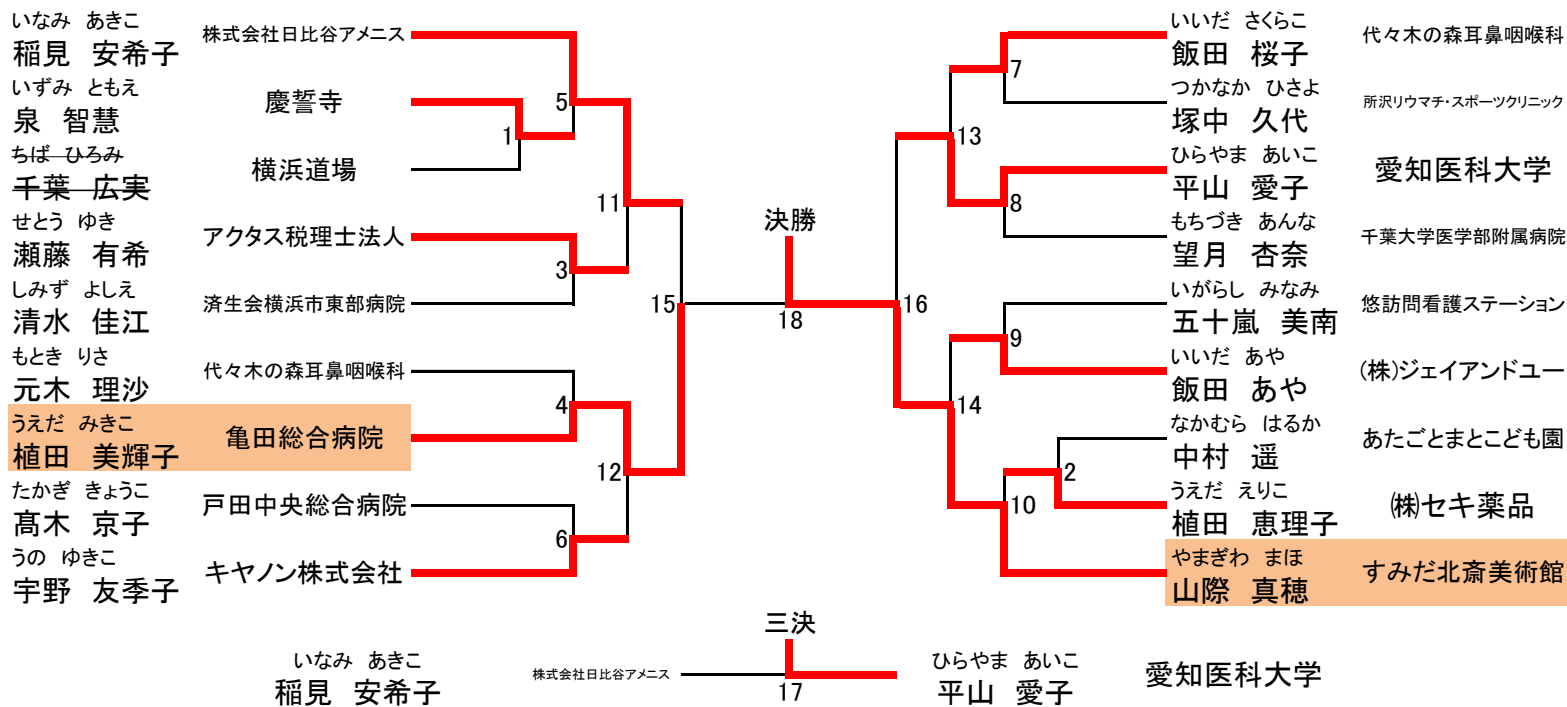 いなみ あきこ
稲見 安希子
株式会社日比谷アメニス
いずみ ともえ
泉 智慧
慶誓寺
ちば ひろみ
千葉 広実
横浜道場
せとう ゆき
瀬藤 有希
アクタス税理士法人
しみず よしえ
清水 佳江
済生会横浜市東部病院
もとき りさ
元木 理沙
代々木の森耳鼻咽喉科
うえだ みきこ
植田 美輝子
亀田総合病院
たかぎ きょうこ
髙木 京子
戸田中央総合病院
うの ゆきこ
宇野 友季子
キヤノン株式会社
1
5
3
11
4
12
6
15
決勝
18
16
13
7
8
14
9
2
10
いいだ さくらこ
飯田 桜子
代々木の森耳鼻咽喉科
つかなか ひさよ
塚中 久代
所沢リウマチ・スポーツクリニック
ひらやま あいこ
平山 愛子
愛知医科大学
もちづき あんな
望月 杏奈
千葉大学医学部附属病院
いがらし みなみ
五十嵐 美南
悠訪問看護ステーション
いいだ あや
飯田 あや
(株)ジェイアンドユー
なかむら はるか
中村 遥
あたごとまとこども園
うえだ えりこ
植田 恵理子
㈱セキ薬品
やまぎわ まほ
山際 真穂
すみだ北斎美術館
三決
いなみ あきこ
稲見 安希子
株式会社日比谷アメニス
17
ひらやま あいこ
平山 愛子
愛知医科大学